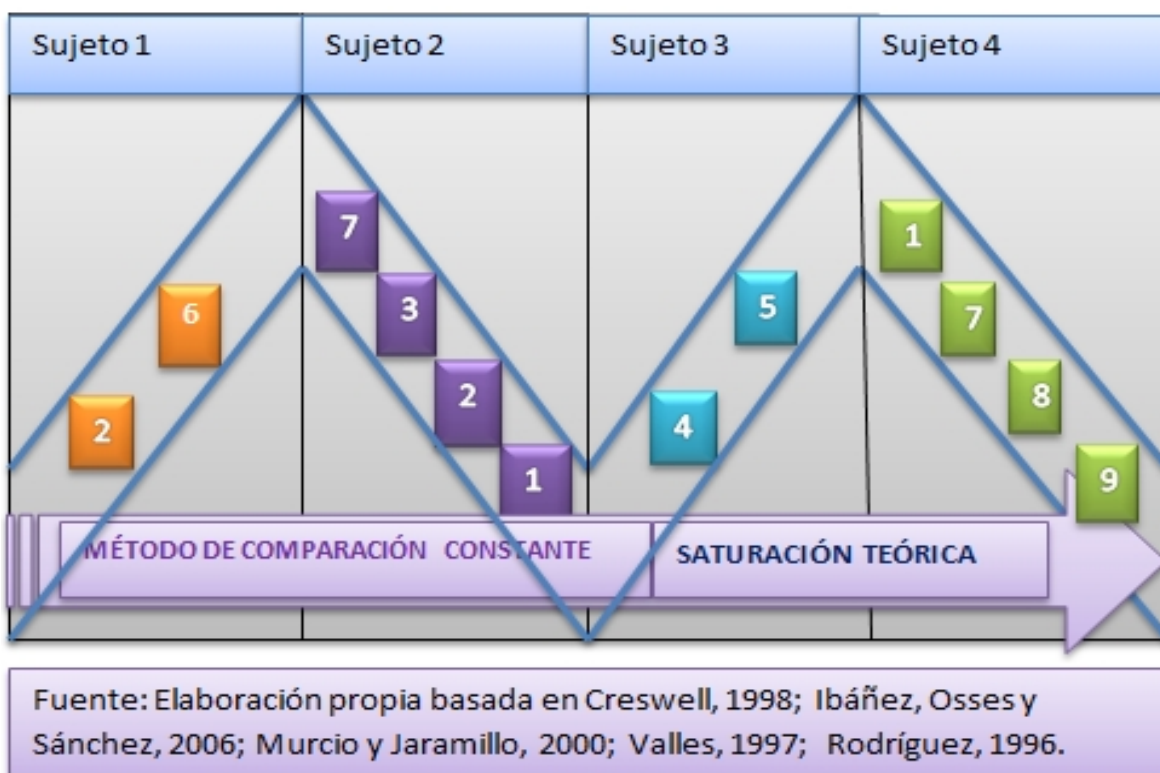 Sujeto 1
Sujeto 2
Sujeto 3
Sujeto 4
7
1
6
3
5
7
2
2
4
8
1
9
MÉTODO DE COMPARACIÓN CONSTANTE
SATURACIÓN TEÓRICA
Fuente: Elaboración propia basada en Creswell, 1998; Ibáñez, Osses y
Sánchez, 2006; Murcio y Jaramillo, 2000; Valles, 1997; Rodríguez, 1996.